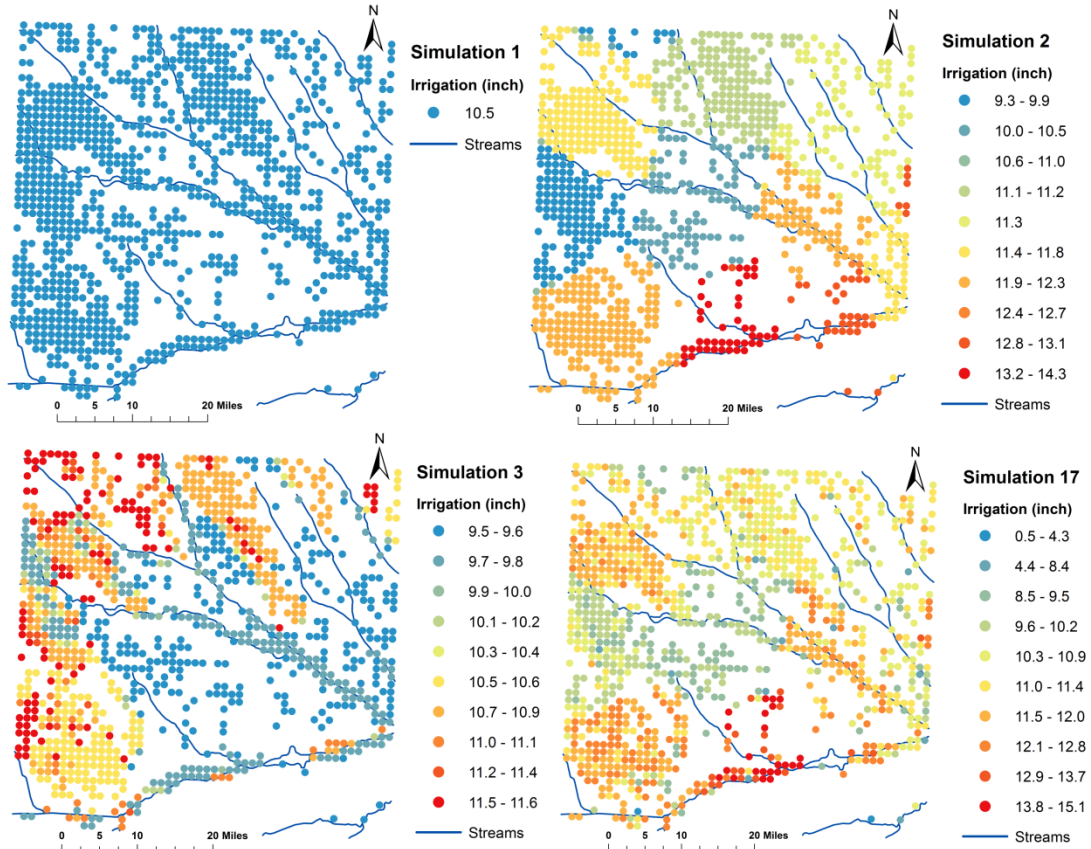 N
Simulation 1
Irrigation (inch)
10.5
Streams
0 5 10 20 Miles
N
Simulation 2
Irrigation (inch)
9.3 - 9.9
10.0 - 10.5
10.6 - 11.0
11.1 - 11.2
11.3
11.4 - 11.8
11.9 - 12.3
12.4 - 12.7
12.8 - 13.1
13.2 - 14.3
Streams
0 5 10 20 Miles
N
Simulation 3
Irrigation (inch)
9.5 - 9.6
9.7 - 9.8
9.9 - 10.0
10.1 - 10.2
10.3 - 10.4
10.5 - 10.6
10.7 - 10.9
11.0 - 11.1
11.2 - 11.4
11.5 - 11.6
Streams
0 5 10 20 Miles
N
Simulation 17
Irrigation (inch)
0.5 - 4.3
4.4 - 8.4
8.5 - 9.5
9.6 - 10.2
10.3 - 10.9
11.0 - 11.4
11.5 - 12.0
12.1 - 12.8
12.9 - 13.7
13.8 - 15.1
Streams
0 5 10 20 Miles